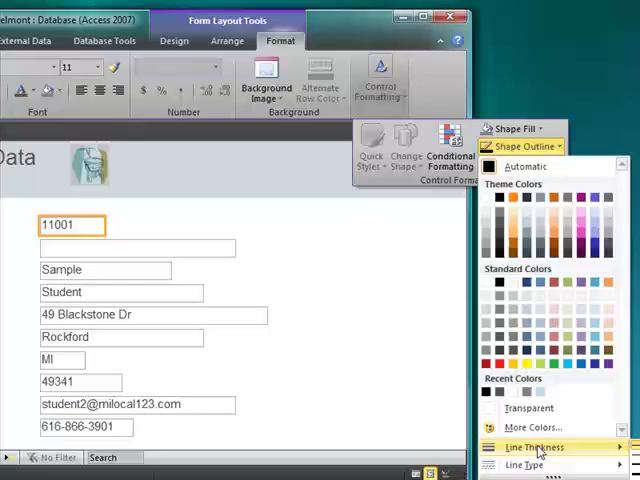 elmont : Database (Access 2007)
Form Layout Tools
External Data
Database Tools
Design
Arrange
Format
11
Control
Formatting
Background
Image
Alternate
Row Color
$ % ,
Font
Number
Background
Shape Fill
Shape Outline
Quick
Styles
Change
Shape
Conditional
Formatting
Control Forma
Data
Automatic
Theme Colors
11001
Sample
Student
49 Blackstone Dr
Rockford
MI
49341
student2@milocal123.com
616-866-3901
Standard Colors
Recent Colors
Transparent
More Colors...
Line Thickness
Line Type
No Filter
Search